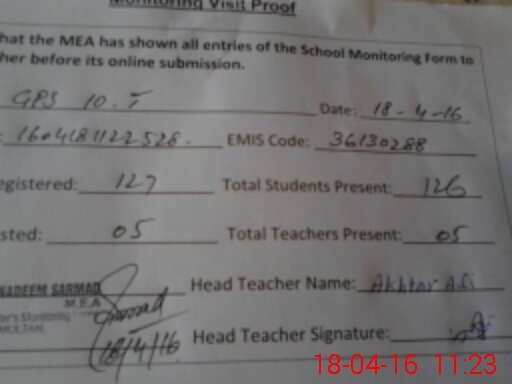 Monitoring Visit Proof
hat the MEA has shown all entries of the School Monitoring Form to
her before its online submission.
GPS 10.T Date: 18-4-16
1604181122528- EMIS Code: 36130288
egistered: 127 Total Students Present: 126
sted: 05 Total Teachers Present: 05
NADEEM SARMAD Head Teacher Name: Akhtar Ali
M.E.A
er's Monitoring
MULTAN. Head Teacher Signature:
18/4/16
18-04-16 11:23